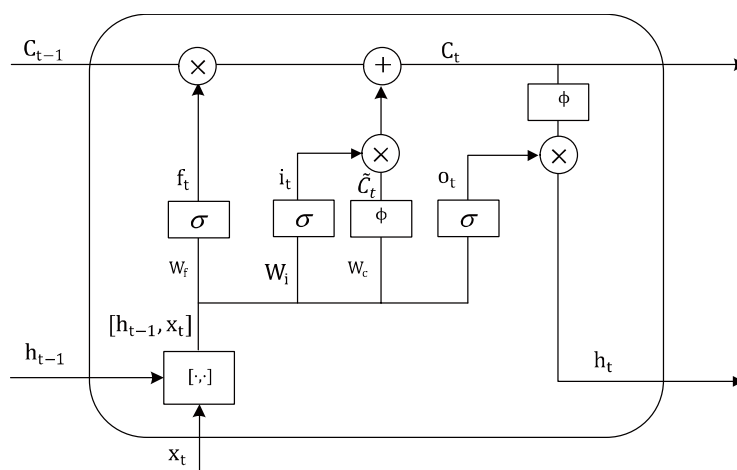 C_{t−1} × + C_t
ϕ
× ×
f_t i_t C̃_t o_t
σ σ ϕ σ
W_f W_i W_c
[h_{t−1}, x_t]
h_{t−1} h_t
[·,·]
x_t